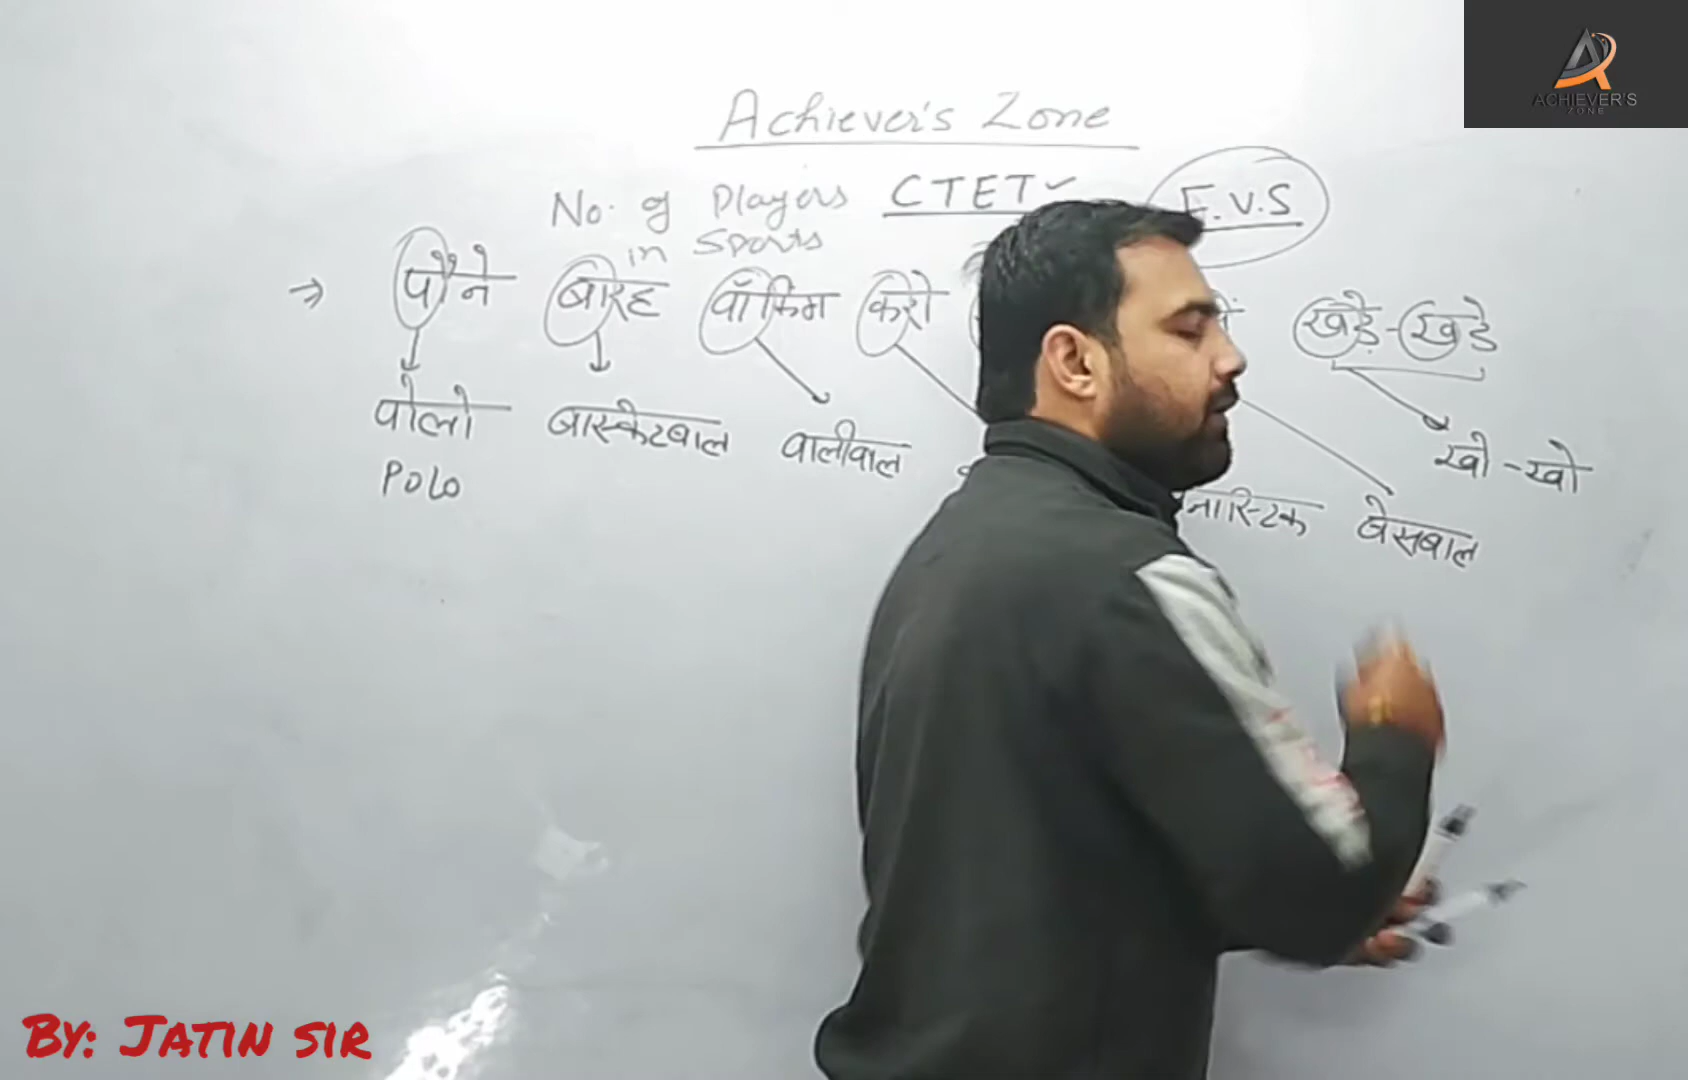 ACHIEVER'S
ZONE
Achiever's Zone
No. of Players CTET E.V.S
in Sports
→ पौने बारह वॉकिंग करो खड़े-खडे
पोलो बास्केटबाल वालीबाल खो-खो
Polo नास्टिक बेसबाल
By: Jatin sir